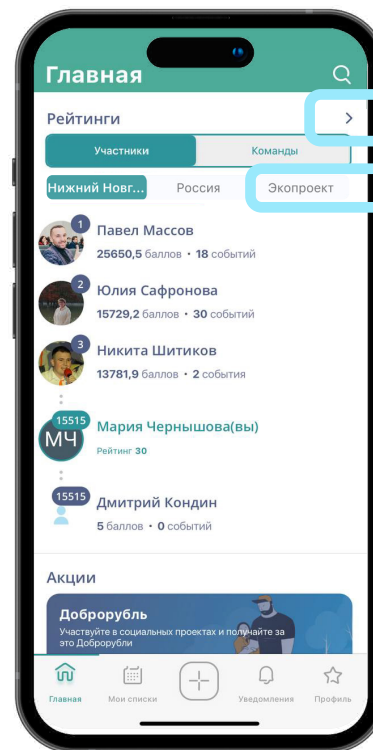 Главная
Рейтинги
Участники
Команды
Нижний Новг...
Россия
Экопроект
1
Павел Массов
25650,5 баллов • 18 событий
2
Юлия Сафронова
15729,2 баллов • 30 событий
3
Никита Шитиков
13781,9 баллов • 2 события
15515
МЧ
Мария Чернышова(вы)
Рейтинг 30
15515
Дмитрий Кондин
5 баллов • 0 событий
Акции
Доброрубль
Участвуйте в социальных проектах и получайте за
это Доброрубли
Главная
Мои списки
Уведомления
Профиль